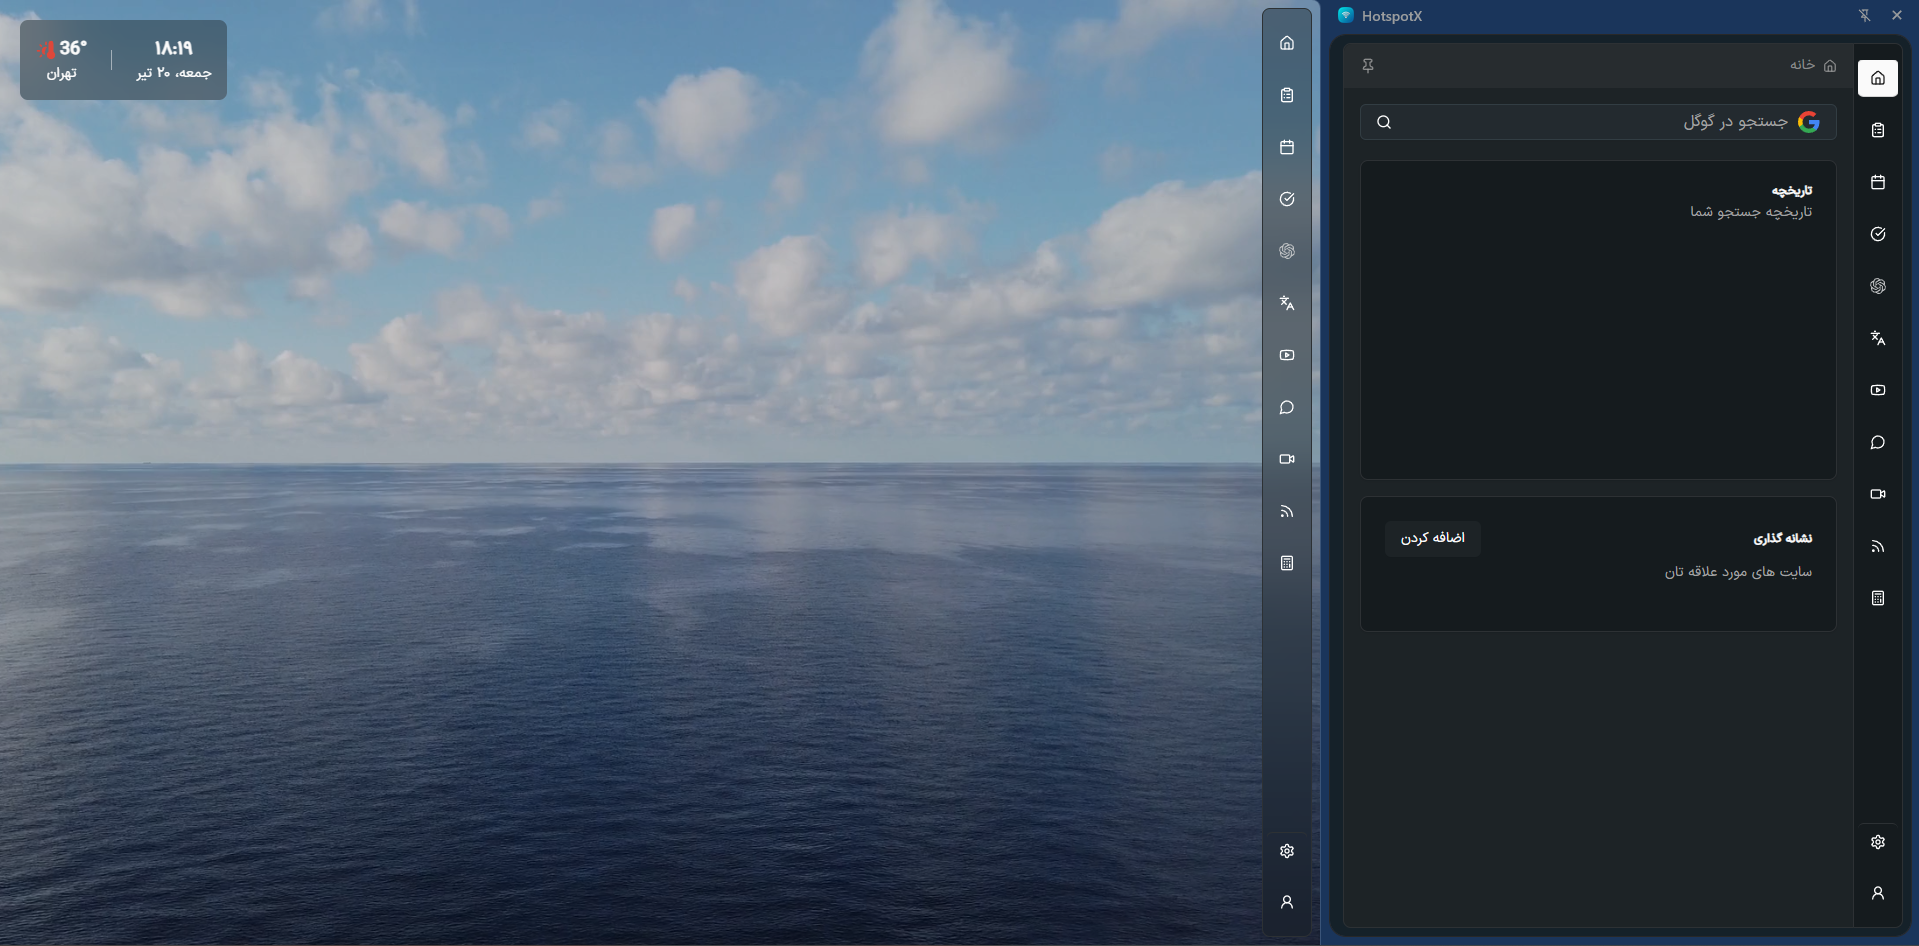 36°
تهران
۱۸:۱۹
جمعه، ۲۰ تیر
HotspotX
خانه
جستجو در گوگل
تاریخچه
تاریخچه جستجو شما
نشانه گذاری
اضافه کردن
سایت های مورد علاقه تان